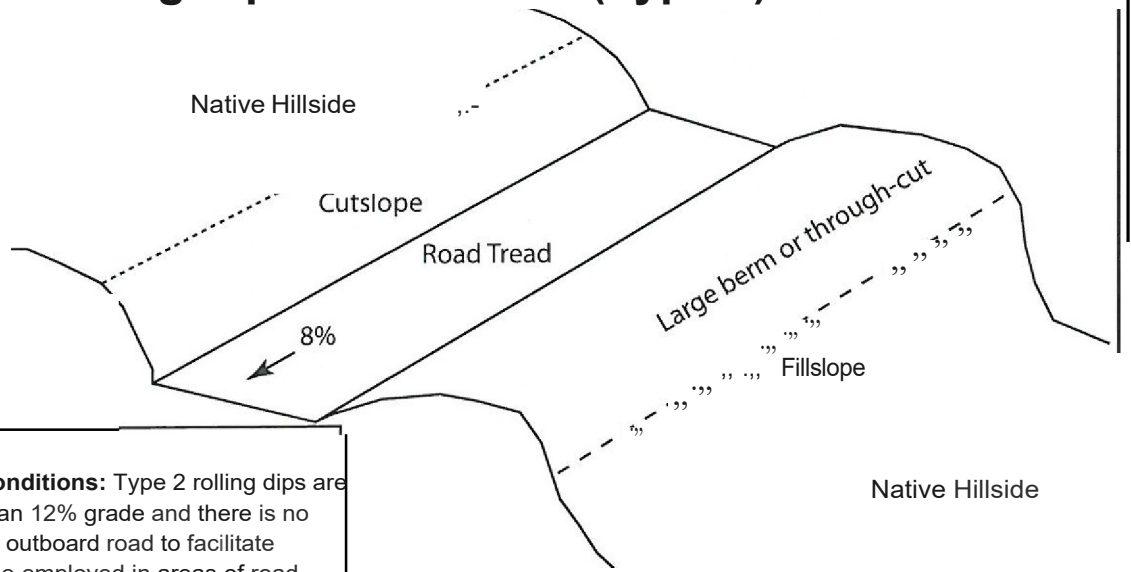 Native Hillside
Cutslope
Road Tread
Large berm or through-cut
8%
Fillslope
Native Hillside
onditions: Type 2 rolling dips are
an 12% grade and there is no
outboard road to facilitate
e employed in areas of road